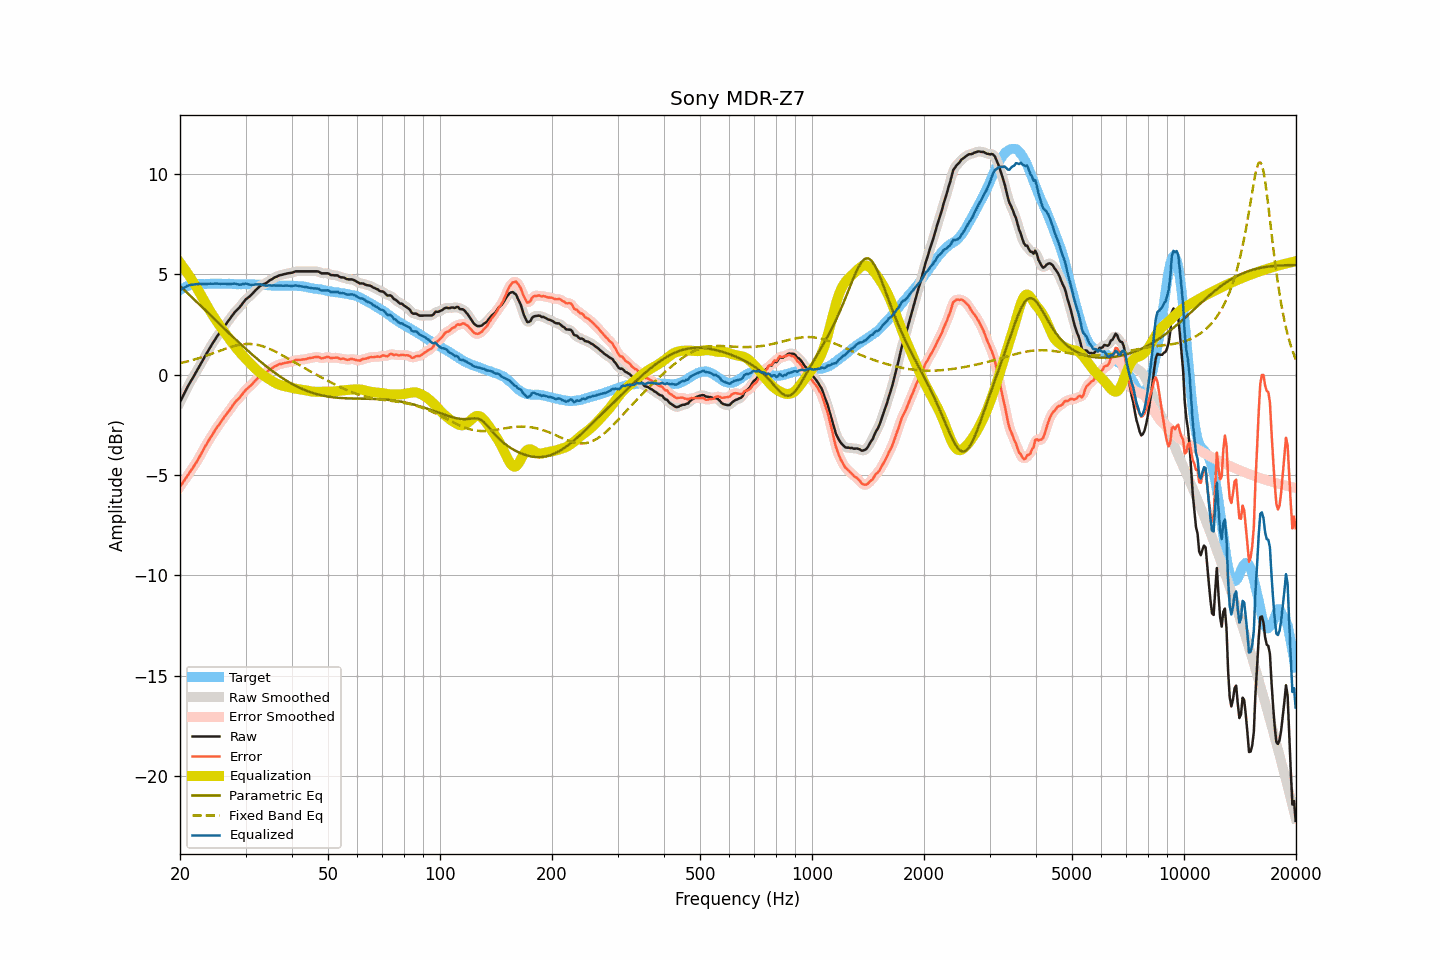 Sony MDR-Z7
Amplitude (dBr)
10
5
0
−5
−10
−15
−20
Target
Raw Smoothed
Error Smoothed
Raw
Error
Equalization
Parametric Eq
Fixed Band Eq
Equalized
20 50 100 200 500 1000 2000 5000 10000 20000
Frequency (Hz)